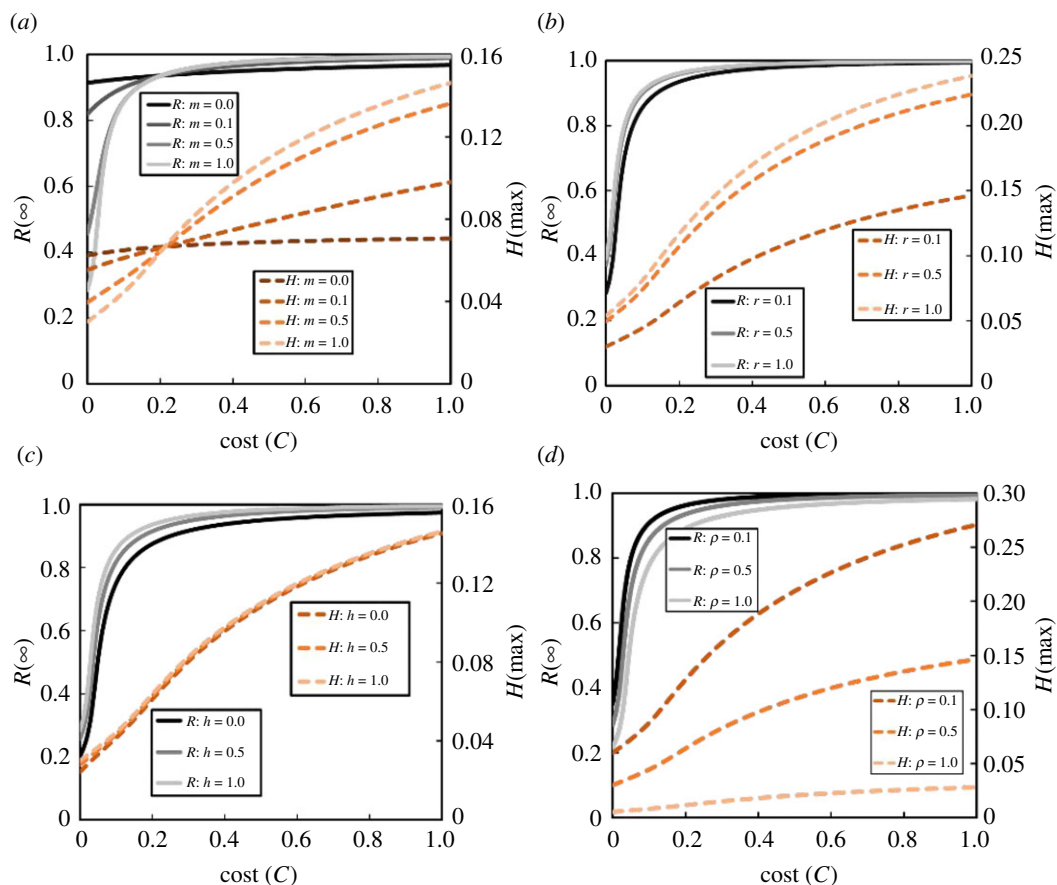 (a)
1.0
0.8
0.6
0.4
0.2
0
R(∞)
R: m = 0.0
R: m = 0.1
R: m = 0.5
R: m = 1.0
H: m = 0.0
H: m = 0.1
H: m = 0.5
H: m = 1.0
0.16
0.12
0.08
0.04
0
H(max)
0 0.2 0.4 0.6 0.8 1.0
cost (C)
(b)
1.0
0.8
0.6
0.4
0.2
0
R(∞)
H: r = 0.1
H: r = 0.5
H: r = 1.0
R: r = 0.1
R: r = 0.5
R: r = 1.0
0.25
0.20
0.15
0.10
0.05
0
H(max)
0 0.2 0.4 0.6 0.8 1.0
cost (C)
(c)
1.0
0.8
0.6
0.4
0.2
0
R(∞)
H: h = 0.0
H: h = 0.5
H: h = 1.0
R: h = 0.0
R: h = 0.5
R: h = 1.0
0.16
0.12
0.08
0.04
0
H(max)
0 0.2 0.4 0.6 0.8 1.0
cost (C)
(d)
1.0
0.8
0.6
0.4
0.2
0
R(∞)
R: ρ = 0.1
R: ρ = 0.5
R: ρ = 1.0
H: ρ = 0.1
H: ρ = 0.5
H: ρ = 1.0
0.30
0.25
0.20
0.15
0.10
0.05
0
H(max)
0 0.2 0.4 0.6 0.8 1.0
cost (C)